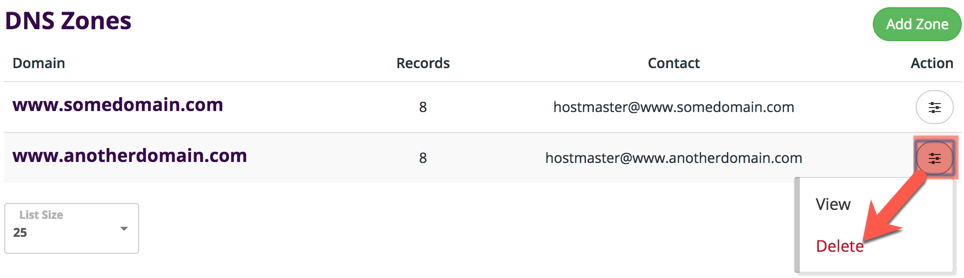 DNS Zones
Add Zone
Domain Records Contact Action
www.somedomain.com 8 hostmaster@www.somedomain.com
www.anotherdomain.com 8 hostmaster@www.anotherdomain.com
View
List Size
25
Delete